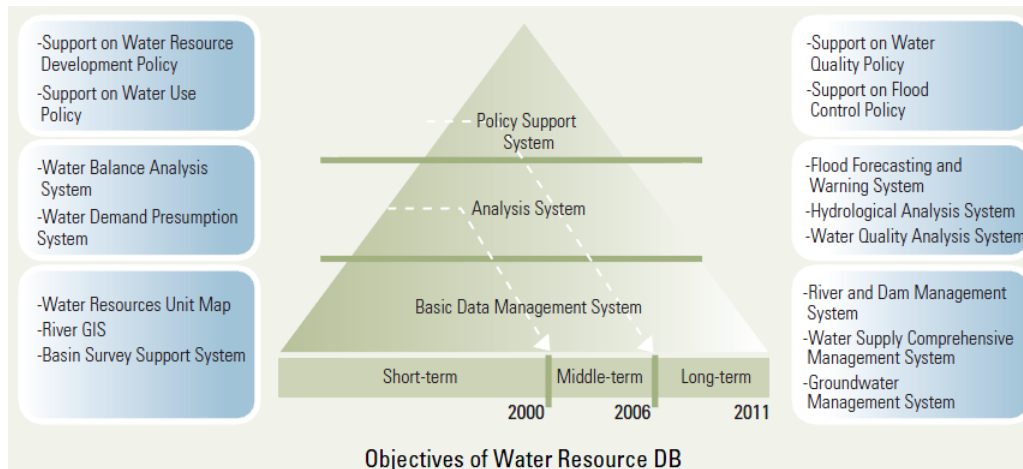 -Support on Water Resource
Development Policy
-Support on Water Use
Policy
-Water Balance Analysis
System
-Water Demand Presumption
System
-Water Resources Unit Map
-River GIS
-Basin Survey Support System
Policy Support
System
Analysis System
Basic Data Management System
Short-term
Middle-term
Long-term
2000
2006
2011
-Support on Water
Quality Policy
-Support on Flood
Control Policy
-Flood Forecasting and
Warning System
-Hydrological Analysis System
-Water Quality Analysis System
-River and Dam Management
System
-Water Supply Comprehensive
Management System
-Groundwater
Management System
Objectives of Water Resource DB